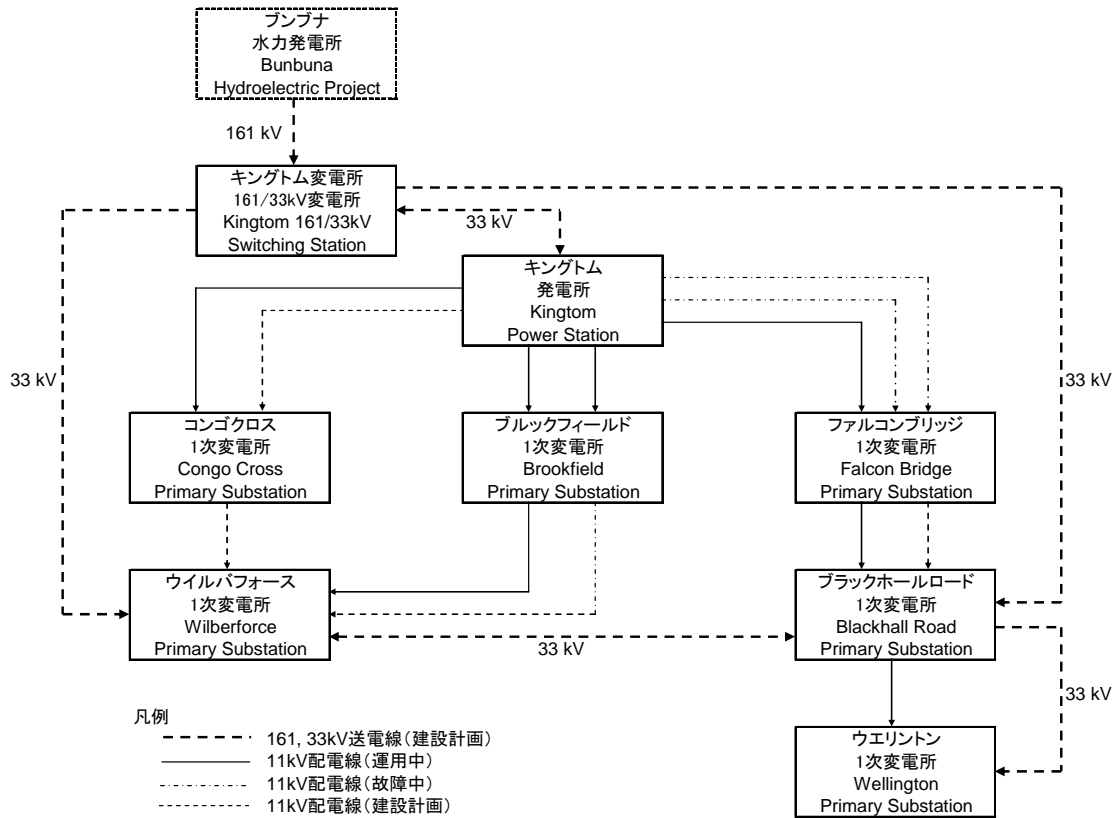 ブンブナ
水力発電所
Bunbuna
Hydroelectric Project
161 kV
キングトム変電所
161/33kV変電所
Kingtom 161/33kV
Switching Station
33 kV
キングトム
発電所
Kingtom
Power Station
33 kV
33 kV
コンゴクロス
1次変電所
Congo Cross
Primary Substation
ブルックフィールド
1次変電所
Brookfield
Primary Substation
ファルコンブリッジ
1次変電所
Falcon Bridge
Primary Substation
ウイルバフォース
1次変電所
Wilberforce
Primary Substation
33 kV
ブラックホールロード
1次変電所
Blackhall Road
Primary Substation
33 kV
ウエリントン
1次変電所
Wellington
Primary Substation
凡例
161, 33kV送電線(建設計画)
11kV配電線(運用中)
11kV配電線(故障中)
11kV配電線(建設計画)